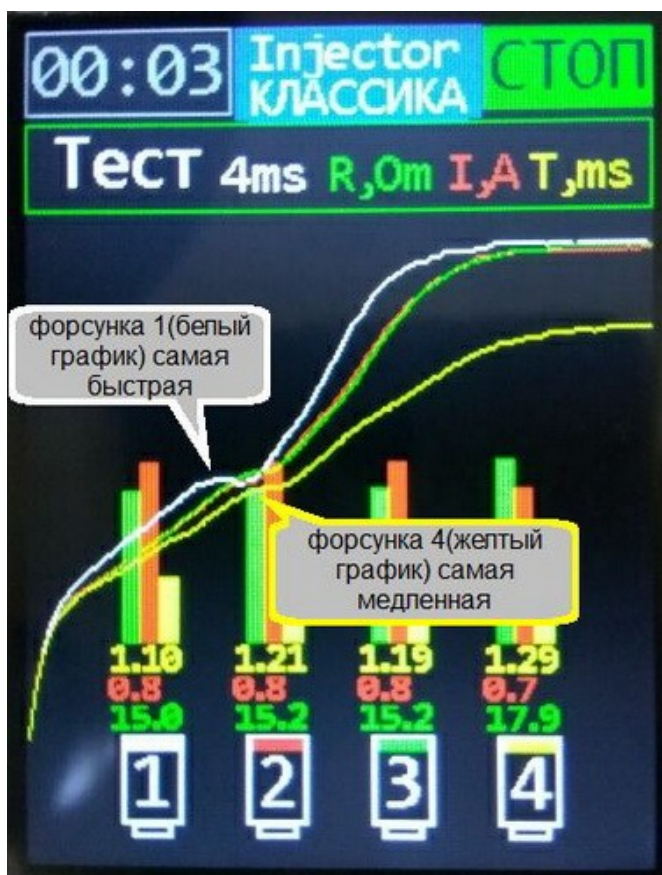 00:03
Injector
КЛАССИКА
СТОП
Тест 4ms R,Om I,A T,ms
форсунка 1(белый
график) самая
быстрая
форсунка 4(желтый
график) самая
медленная
1.10 1.21 1.19 1.29
0.8 0.8 0.8 0.7
15.0 15.2 15.2 17.9
1 2 3 4